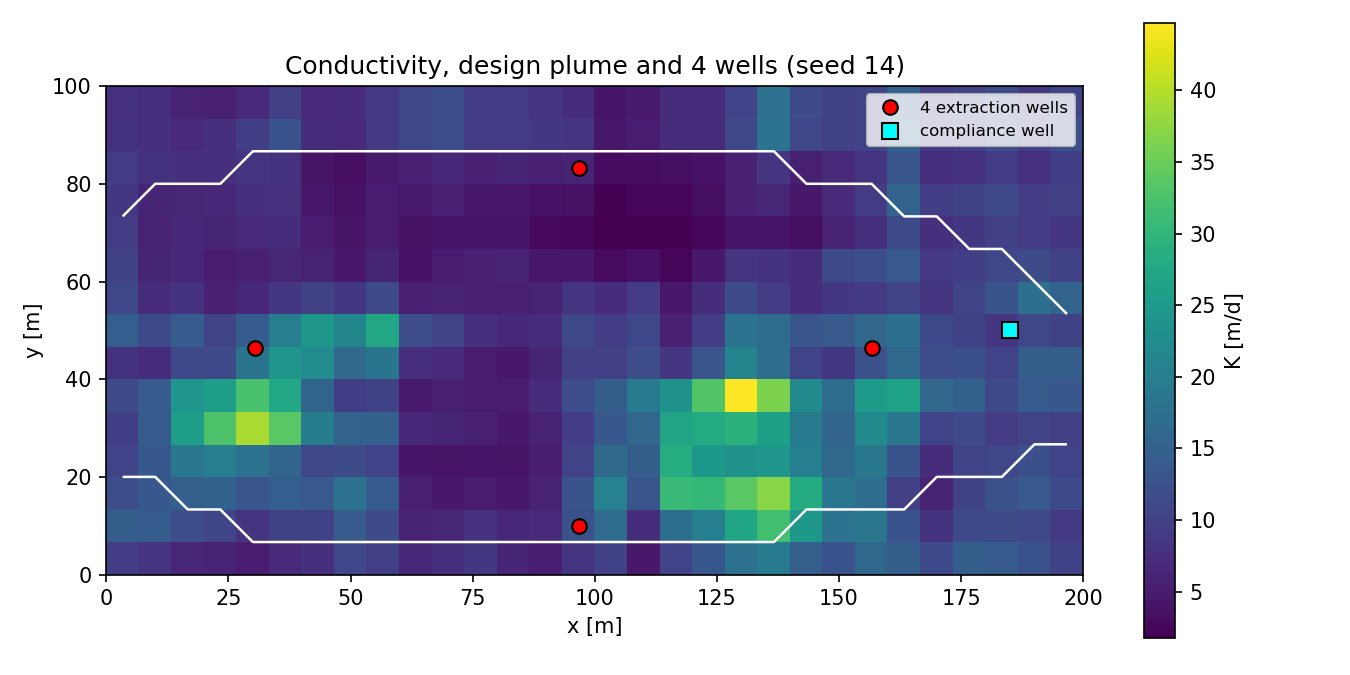 Conductivity, design plume and 4 wells (seed 14)
4 extraction wells
compliance well
y [m]
100
80
60
40
20
0
0 25 50 75 100 125 150 175 200
x [m]
40
35
30
25
20
15
10
5
K [m/d]